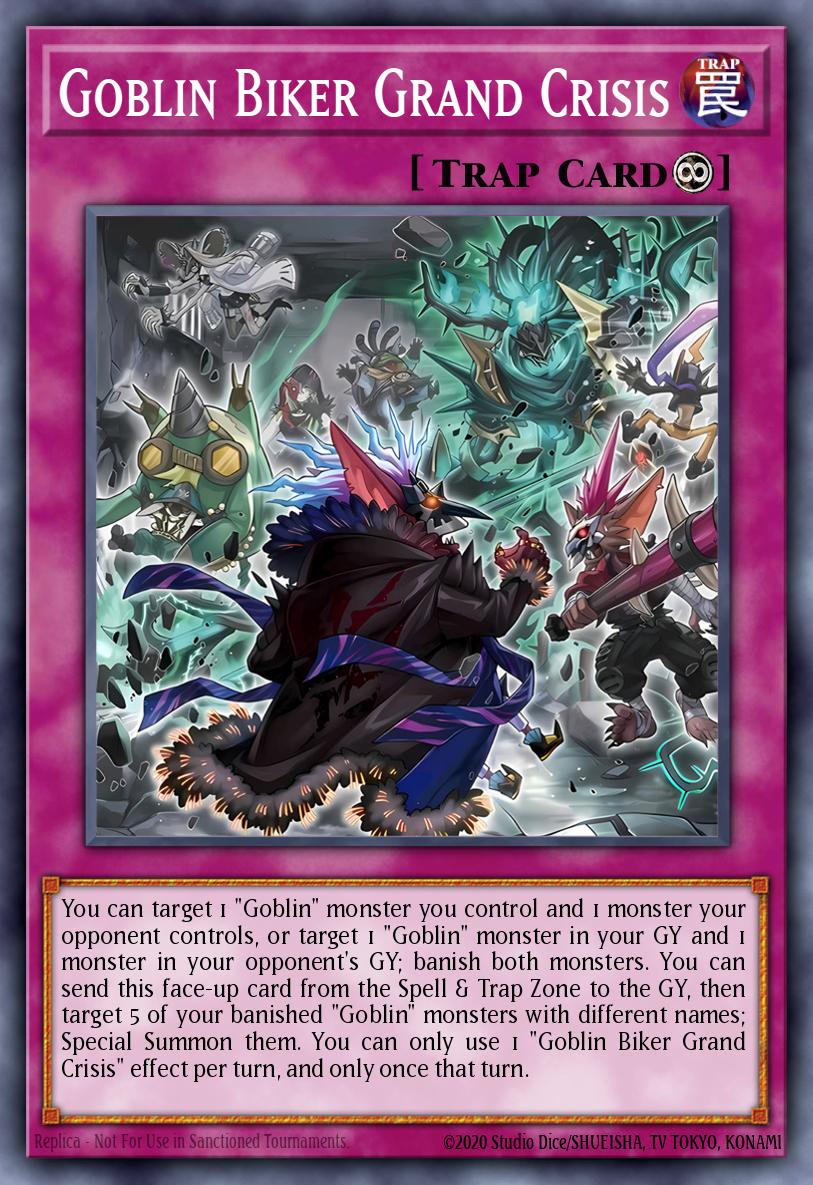 Goblin Biker Grand Crisis
TRAP
罠
[Trap Card]
You can target 1 "Goblin" monster you control and 1 monster your
opponent controls, or target 1 "Goblin" monster in your GY and 1
monster in your opponent's GY; banish both monsters. You can
send this face-up card from the Spell & Trap Zone to the GY, then
target 5 of your banished "Goblin" monsters with different names;
Special Summon them. You can only use 1 "Goblin Biker Grand
Crisis" effect per turn, and only once that turn.
Replica - Not For Use in Sanctioned Tournaments.
©2020 Studio Dice/SHUEISHA, TV TOKYO, KONAMI